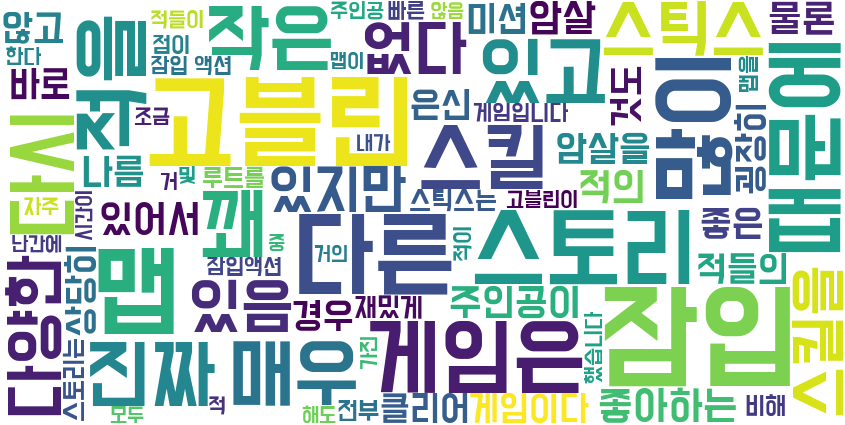 않고
한다
바로
적을
적들이
점이
잠입 액션
작은
주인공
빠른
않음
맵이
없다
미션
암살
있고
스틱스
물론
맵을
때문에
많이
것도
굉장히
고블린
은신
게임입니다
스킬
암살을
조금
내가
단지
나름
거
및
루트를
있지만
스틱스는
고블린이
적의
좋은
자주
시간이
있어서
꽤
중
다른
거의
적이
스토리
적들의
난간에
상당히
맵
잠입액션
있음
경우
재밌게
주인공이
잠입
스킬을
다양한
스토리는
진짜
매우
가진
게임은
했습니다
모두
적
해도
전부
클리어
게임이다
좋아하는
비해